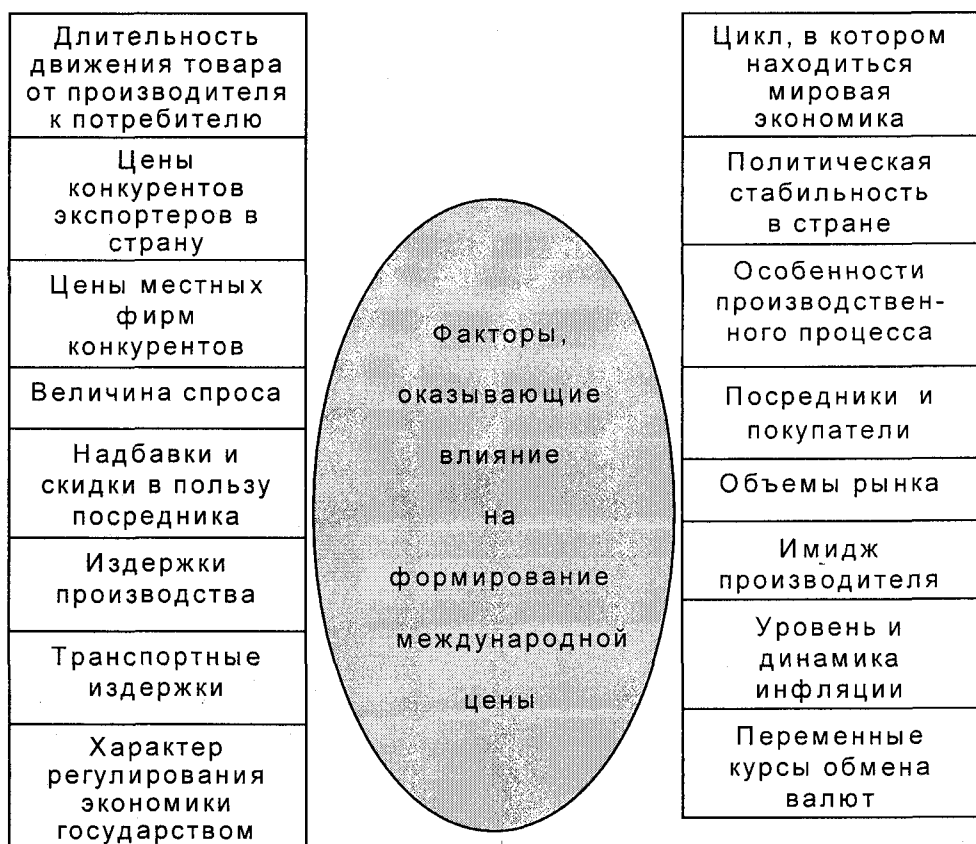 Длительность
движения товара
от производителя
к потребителю
Цены
конкурентов
экспортеров в
страну
Цены местных
фирм
конкурентов
Величина спроса
Надбавки и
скидки в пользу
посредника
Издержки
производства
Транспортные
издержки
Характер
регулирования
экономики
государством
Факторы,
оказывающие
влияние
на
формирование
международной
цены
Цикл, в котором
находиться
мировая
экономика
Политическая
стабильность
в стране
Особенности
производствен-
ного процесса
Посредники и
покупатели
Объемы рынка
Имидж
производителя
Уровень и
динамика
инфляции
Переменные
курсы обмена
валют